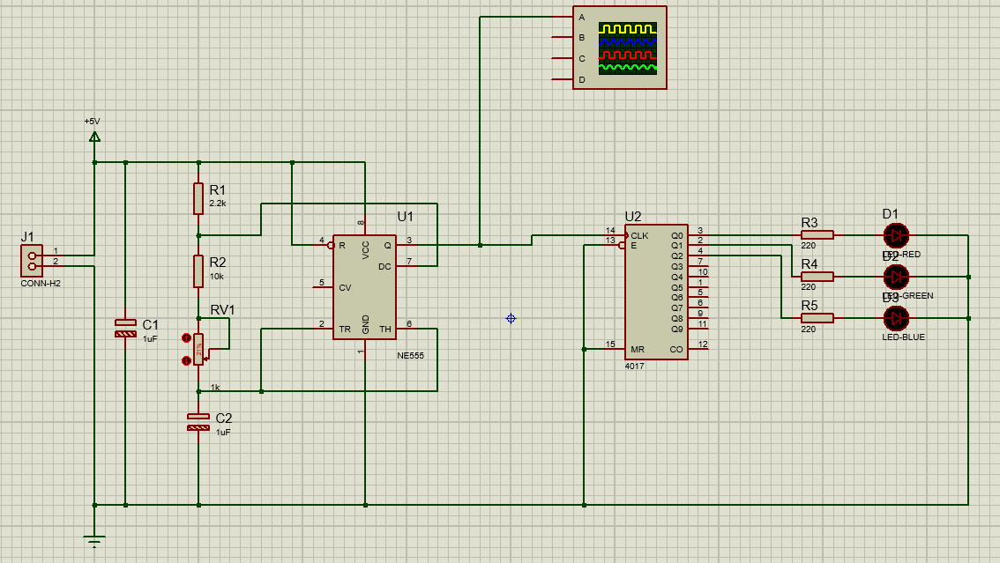 A
B
C
D
+5V
R1
2.2k
J1
1
2
CONN-H2
R2
10k
RV1
21%
1k
C1
1uF
C2
1uF
U1
8
VCC
4
R
Q
3
DC
7
5
CV
2
TR
GND
TH
6
1
NE555
U2
14
CLK
Q0
3
13
E
Q1
2
Q2
4
Q3
7
Q4
10
Q5
1
Q6
5
Q7
6
Q8
9
Q9
11
15
MR
CO
12
4017
R3
220
D1
LED-RED
R4
220
D2
LED-GREEN
R5
220
D3
LED-BLUE